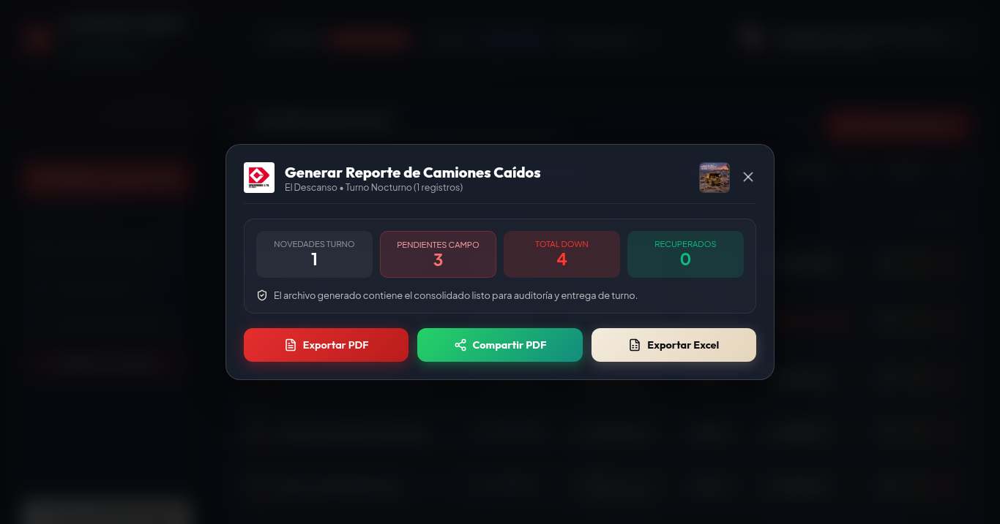 Generar Reporte de Camiones Caídos
El Descanso • Turno Nocturno (1 registros)
NOVEDADES TURNO
1
PENDIENTES CAMPO
3
TOTAL DOWN
4
RECUPERADOS
0
El archivo generado contiene el consolidado listo para auditoría y entrega de turno.
Exportar PDF
Compartir PDF
Exportar Excel